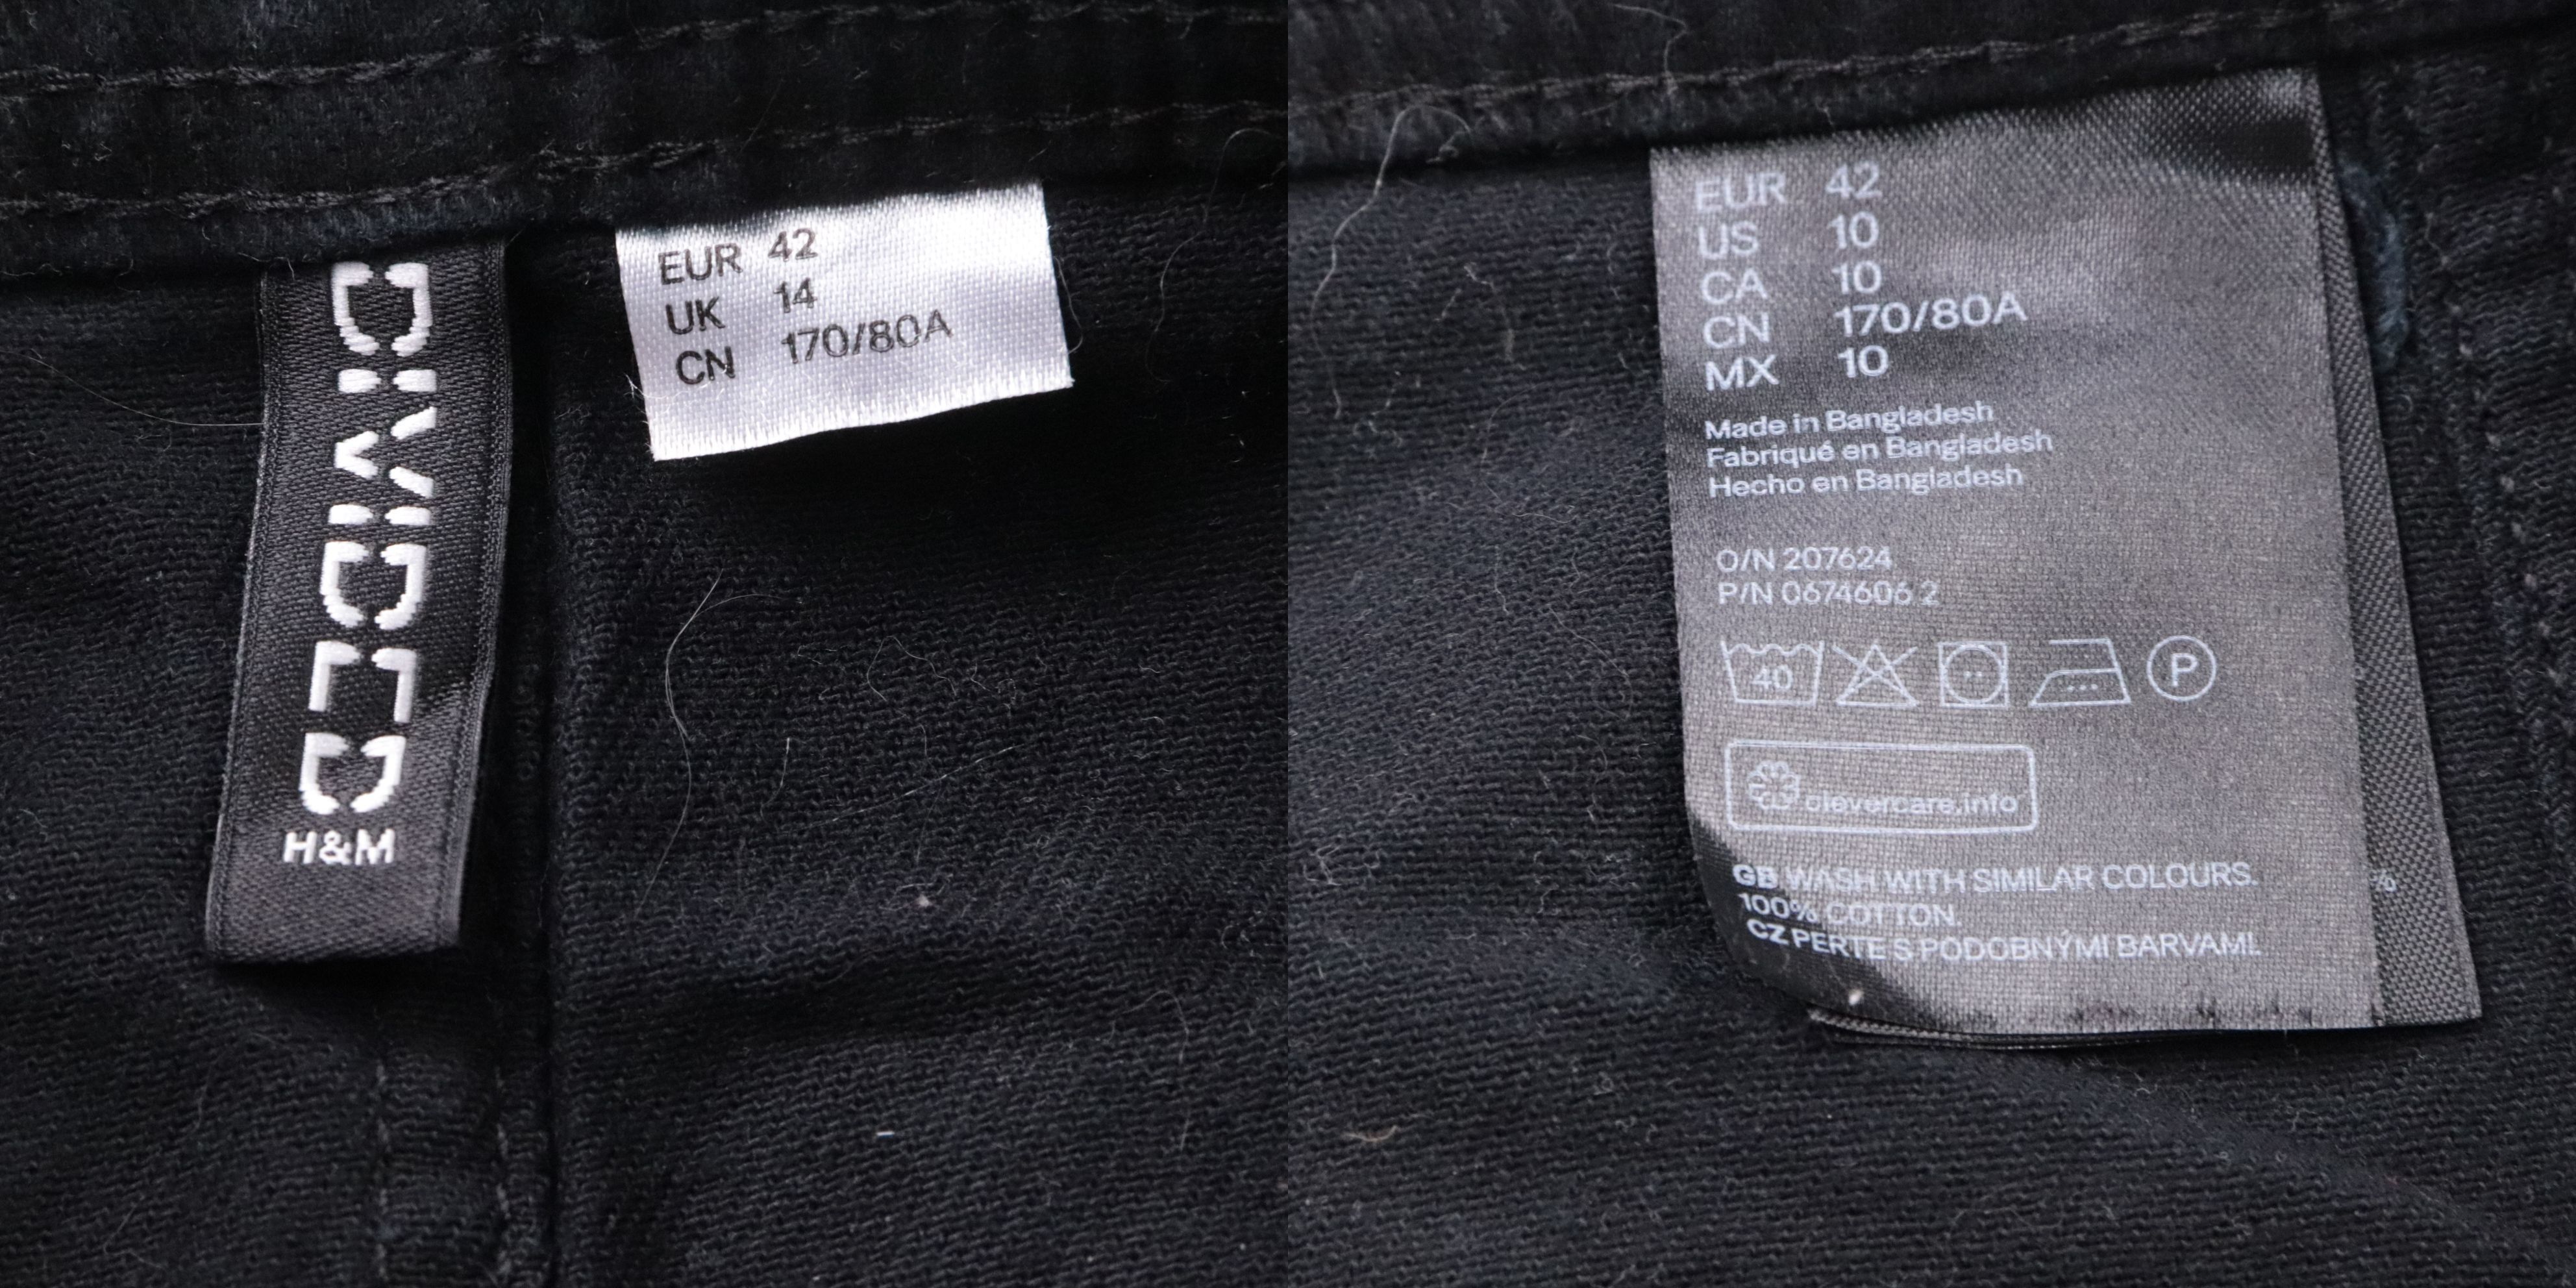 DIVIDED
H&M
EUR 42
UK 14
CN 170/80A
EUR 42
US 10
CA 10
CN 170/80A
MX 10
Made in Bangladesh
Fabriqué en Bangladesh
Hecho en Bangladesh
O/N 207624
P/N 0674606 2
40
P
clevercare.info
GB WASH WITH SIMILAR COLOURS.
100% COTTON.
CZ PERTE S PODOBNÝMI BARVAMI.
%